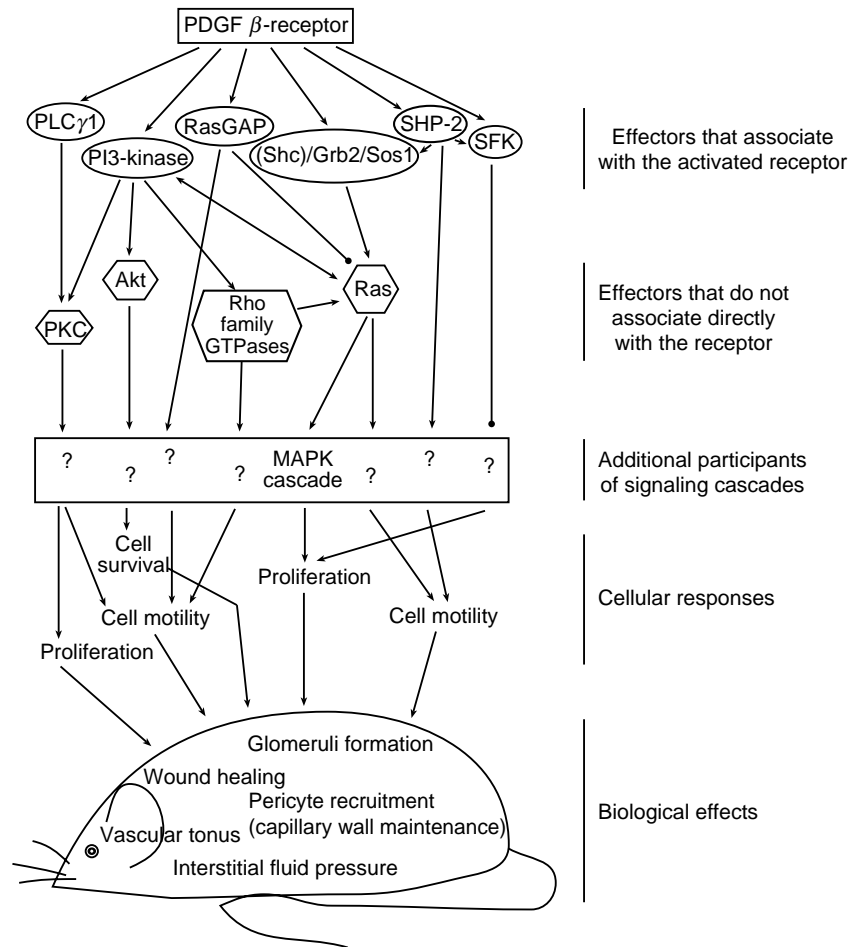 PDGF β-receptor
PLCγ1
RasGAP
SHP-2
PI3-kinase
(Shc)/Grb2/Sos1
SFK
Effectors that associate
with the activated receptor
Akt
Ras
PKC
Rho
family
GTPases
Effectors that do not
associate directly
with the receptor
?
?
?
?
MAPK
cascade
?
?
?
Additional participants
of signaling cascades
Cell
survival
Proliferation
Cell motility
Cell motility
Proliferation
Cellular responses
Glomeruli formation
Wound healing
Pericyte recruitment
(capillary wall maintenance)
Vascular tonus
Interstitial fluid pressure
Biological effects